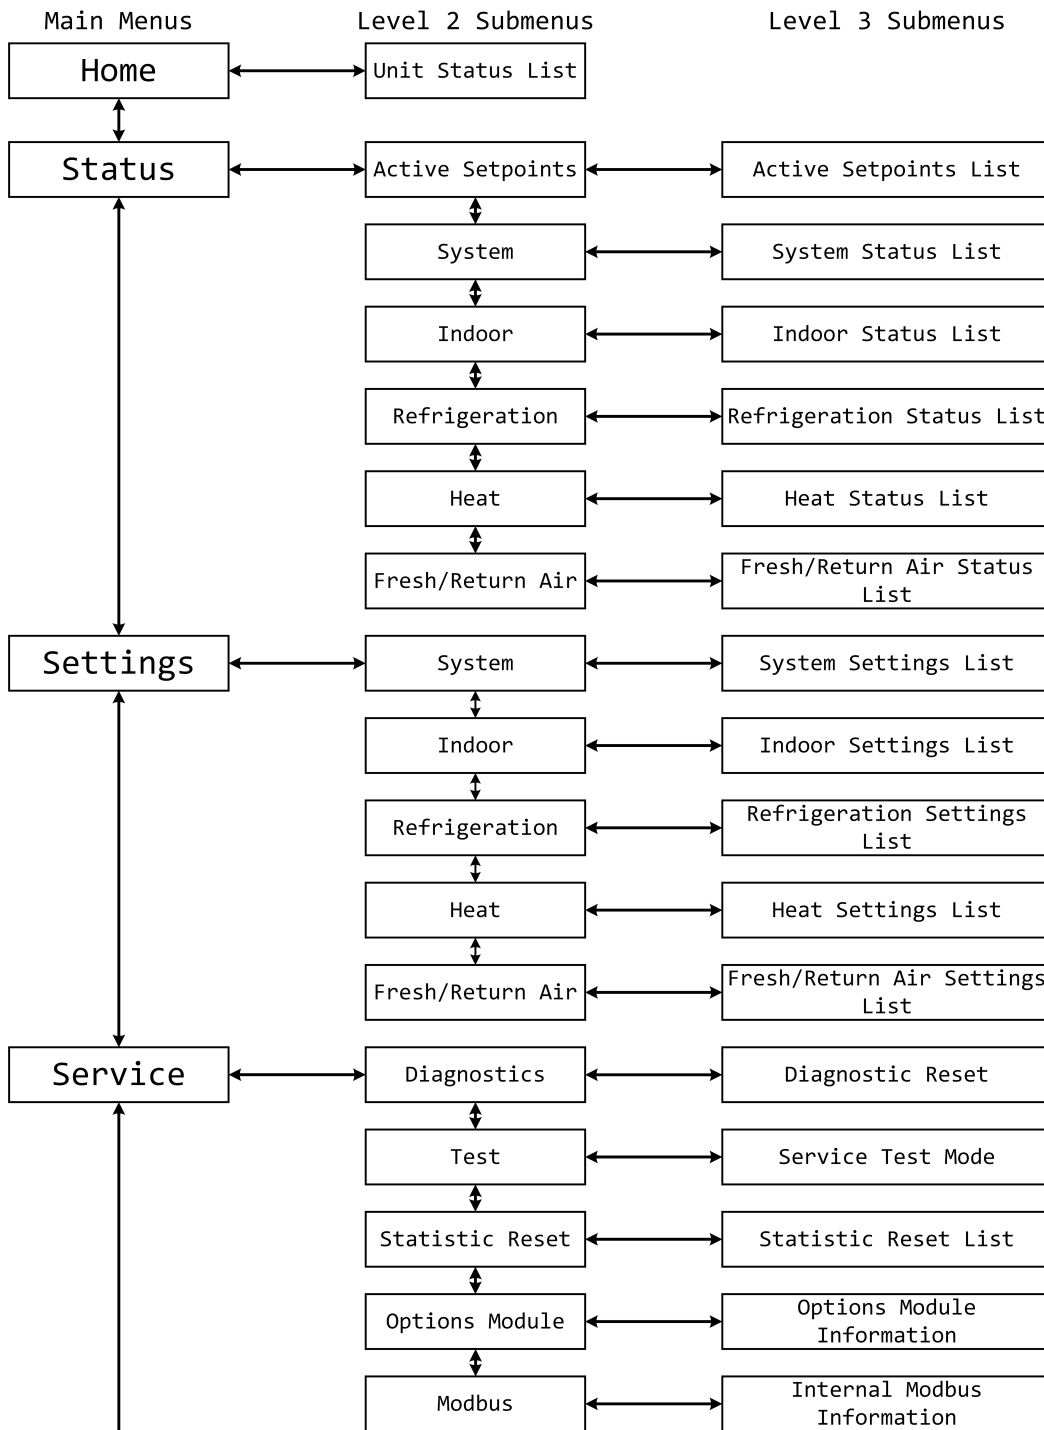 Main Menus
Level 2 Submenus
Level 3 Submenus
Home
Unit Status List
Status
Active Setpoints
Active Setpoints List
System
System Status List
Indoor
Indoor Status List
Refrigeration
Refrigeration Status List
Heat
Heat Status List
Fresh/Return Air
Fresh/Return Air Status
List
Settings
System
System Settings List
Indoor
Indoor Settings List
Refrigeration
Refrigeration Settings
List
Heat
Heat Settings List
Fresh/Return Air
Fresh/Return Air Settings
List
Service
Diagnostics
Diagnostic Reset
Test
Service Test Mode
Statistic Reset
Statistic Reset List
Options Module
Options Module
Information
Modbus
Internal Modbus
Information